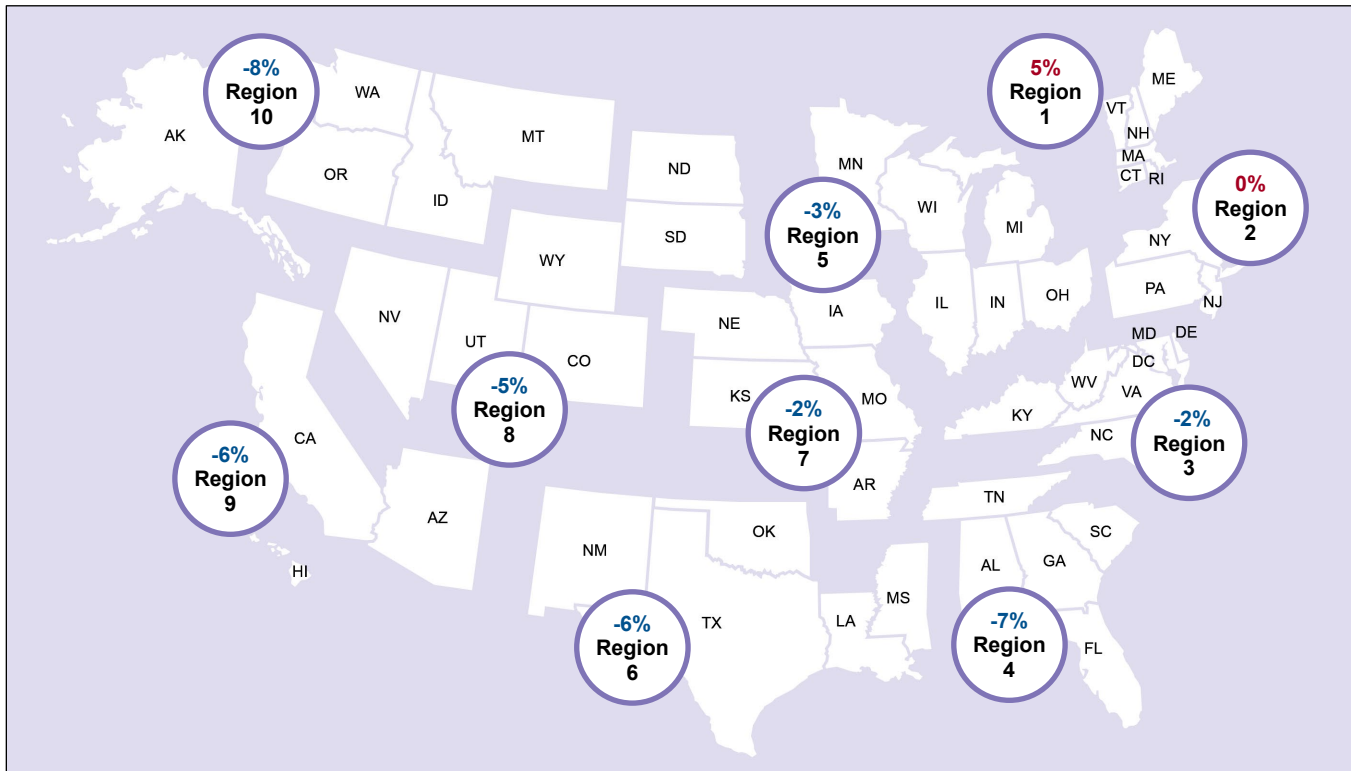 -8%
Region
10
5%
Region
1
ME
WA
VT
AK
MT
NH
MA
ND
MN
OR
CT
RI
ID
0%
Region
2
-3%
Region
5
WI
MI
SD
NY
WY
PA
OH
IL
IN
NJ
IA
NV
NE
MD
DE
UT
CO
DC
WV
VA
-5%
Region
8
KS
MO
KY
-2%
Region
7
NC
-2%
Region
3
CA
-6%
Region
9
AR
TN
AZ
OK
SC
NM
AL
GA
HI
MS
-6%
Region
6
TX
LA
-7%
Region
4
FL